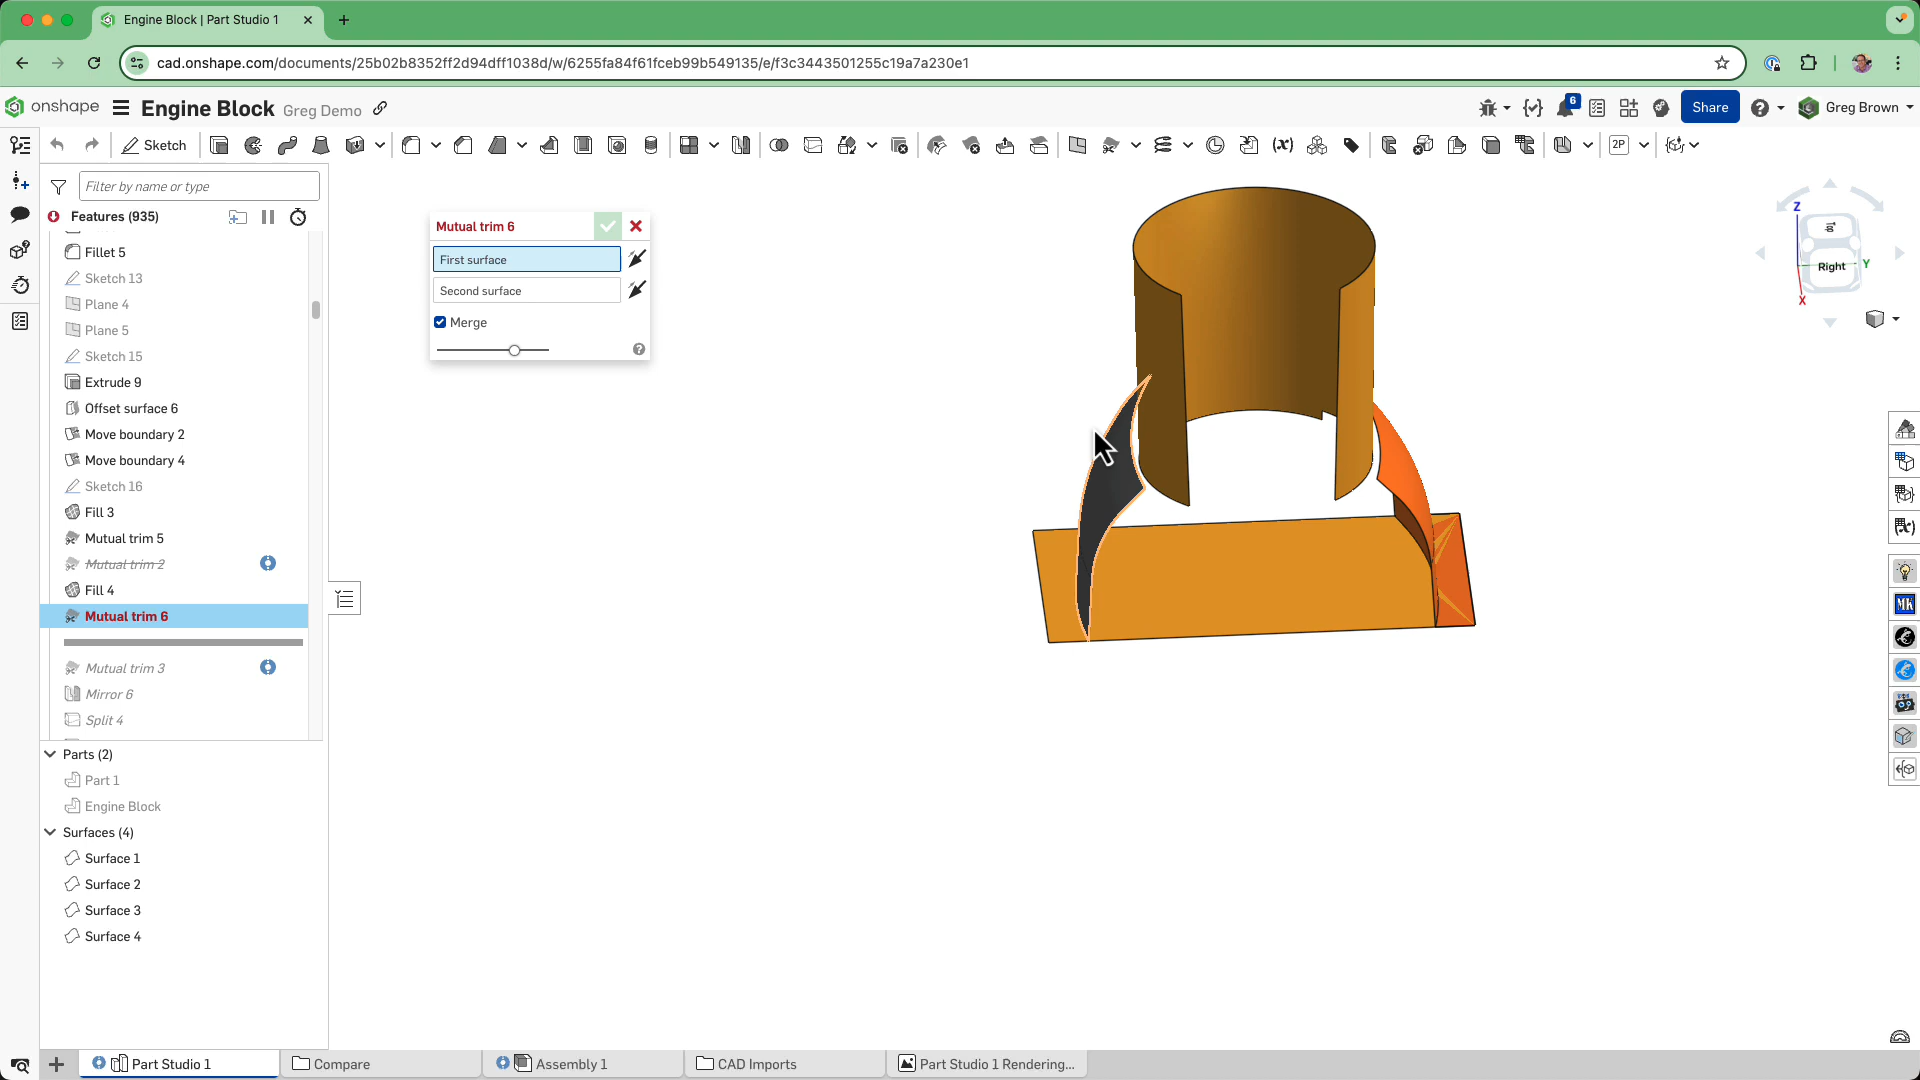 Engine Block | Part Studio 1
cad.onshape.com/documents/25b02b8352ff2d94dff1038d/w/6255fa84f61fceb99b549135/e/f3c3443501255c19a7a230e1
onshape Engine Block Greg Demo
6
Share
Greg Brown
Sketch
(x)
2P
Filter by name or type
Features (935)
Fillet 5
Sketch 13
Plane 4
Plane 5
Sketch 15
Extrude 9
Offset surface 6
Move boundary 2
Move boundary 4
Sketch 16
Fill 3
Mutual trim 5
Mutual trim 2
Fill 4
Mutual trim 6
Mutual trim 3
Mirror 6
Split 4
Parts (2)
Part 1
Engine Block
Surfaces (4)
Surface 1
Surface 2
Surface 3
Surface 4
Mutual trim 6
First surface
Second surface
Merge
Z
Right
Y
X
(x)
MK
Part Studio 1
Compare
Assembly 1
CAD Imports
Part Studio 1 Rendering...